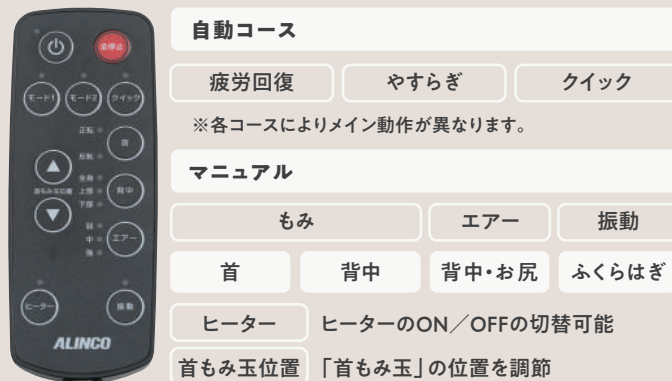 全停止
モード1 モード2 クイック
正転
首
反転
全身
首もみ玉位置 上部 背中
下部
弱
中 エアー
強
ヒーター 振動
ALINCO
自動コース
疲労回復 やすらぎ クイック
※各コースによりメイン動作が異なります。
マニュアル
もみ エアー 振動
首 背中 背中・お尻 ふくらはぎ
ヒーター ヒーターのON／OFFの切替可能
首もみ玉位置 「首もみ玉」の位置を調節